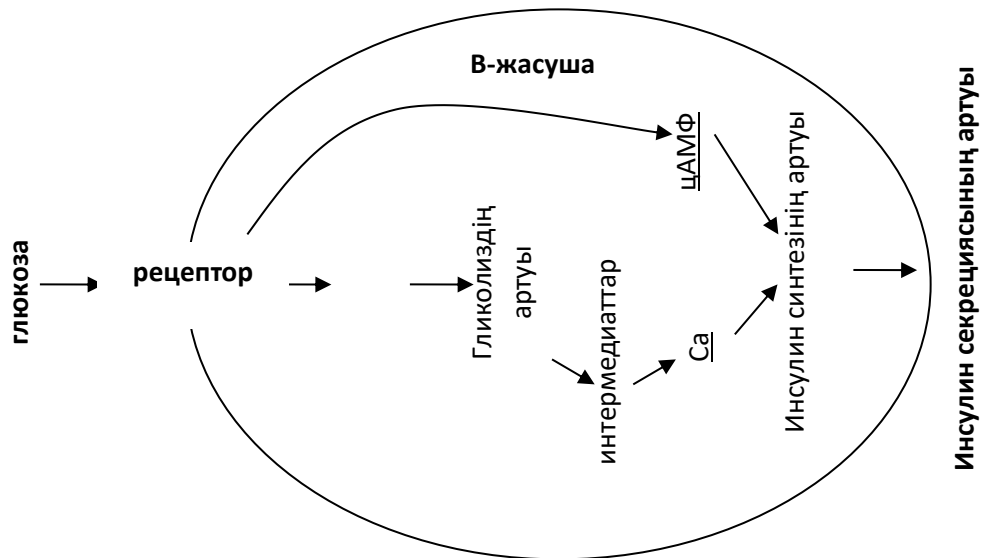 В-жасуша
глюкоза
рецептор
Гликолиздің
артуы
интермедиаттар
цАМФ
Са
Инсулин синтезінің артуы
Инсулин секрециясының артуы